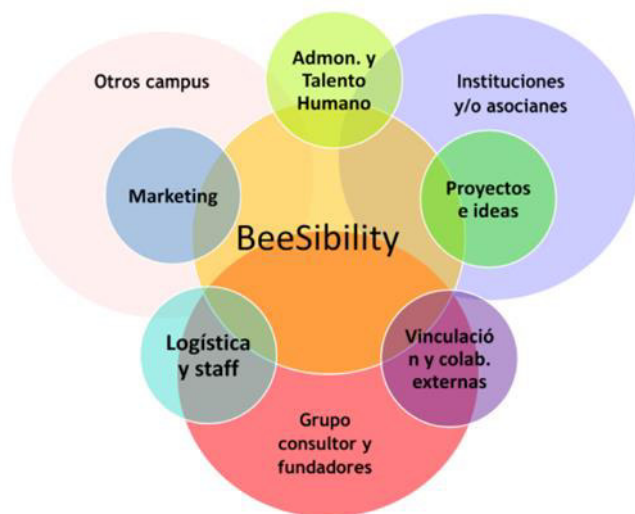 Otros campus
Admon. y
Talento
Humano
Instituciones
y/o asocianes
Marketing
Proyectos
e ideas
BeeSibility
Logística
y staff
Vinculació
n y colab.
externas
Grupo
consultor y
fundadores